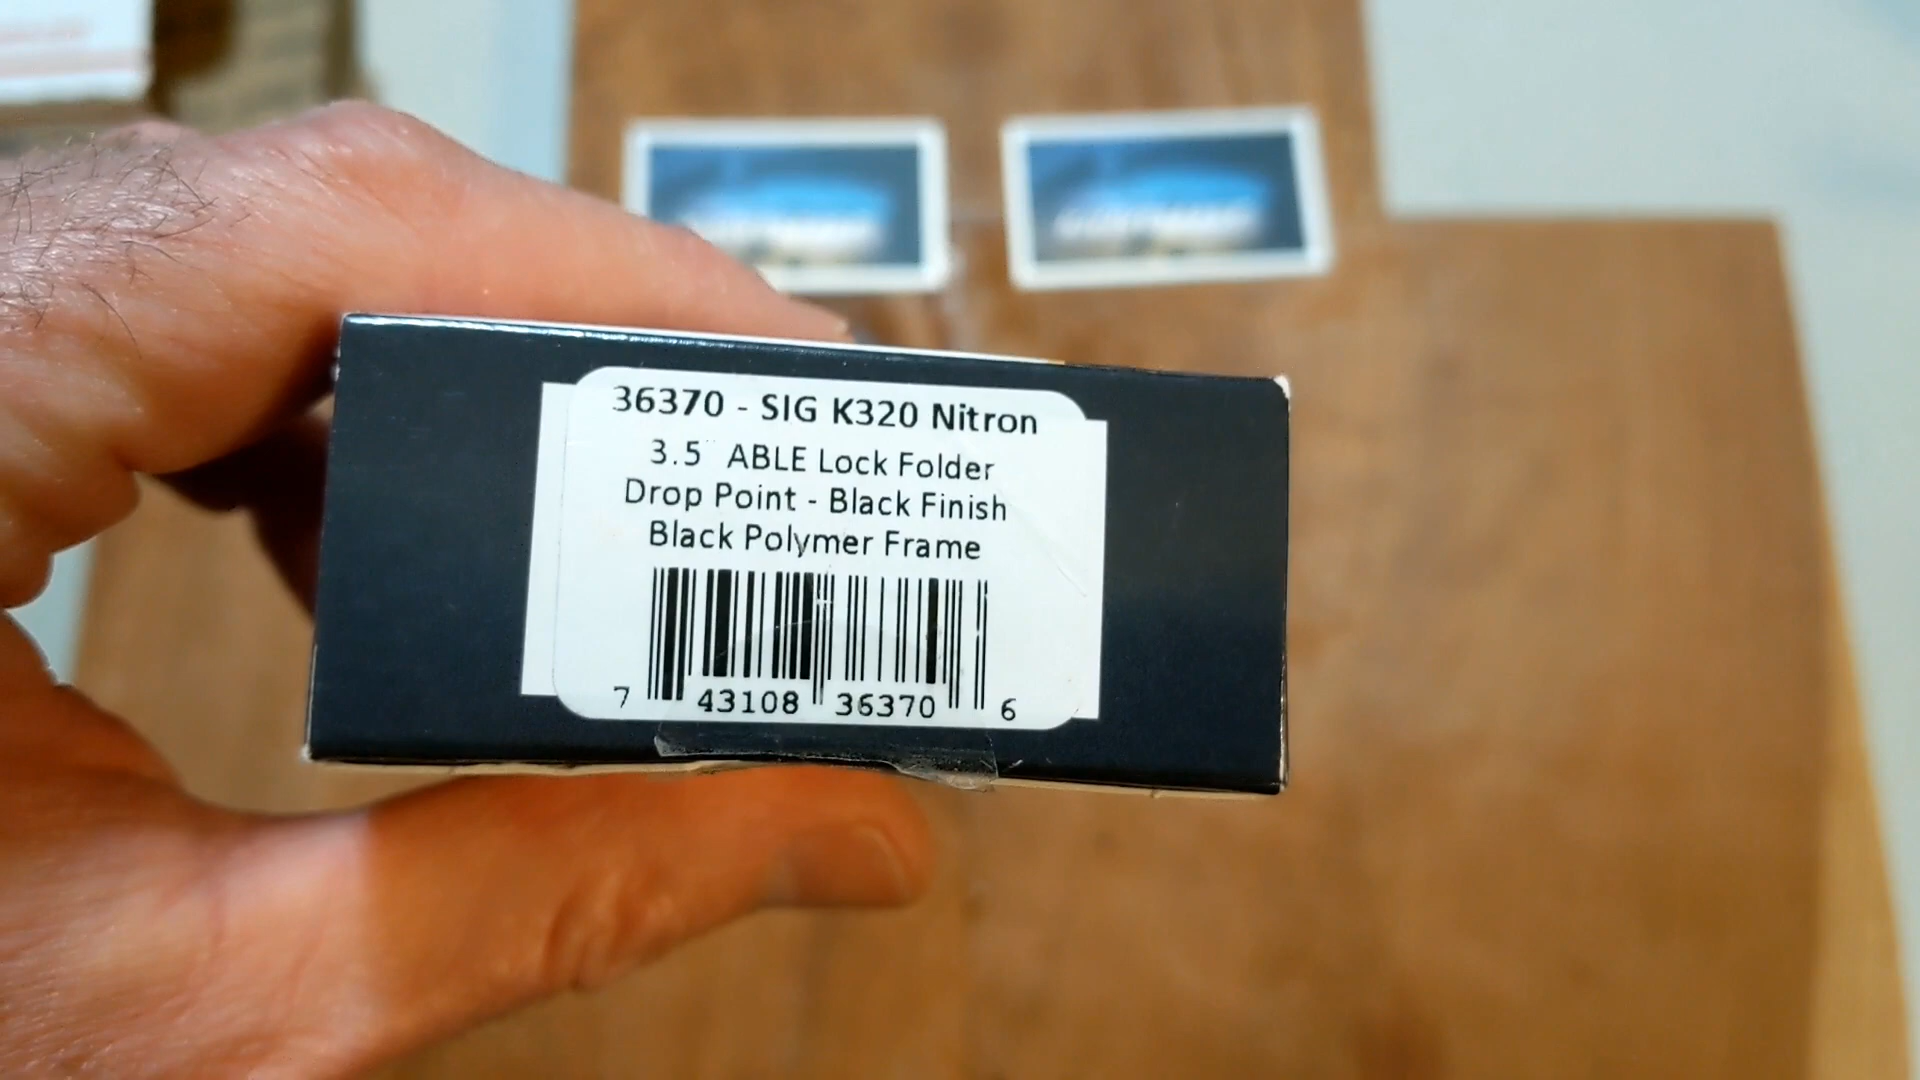 36370 - SIG K320 Nitron
3.5" ABLE Lock Folder
Drop Point - Black Finish
Black Polymer Frame
7 43108 36370 6